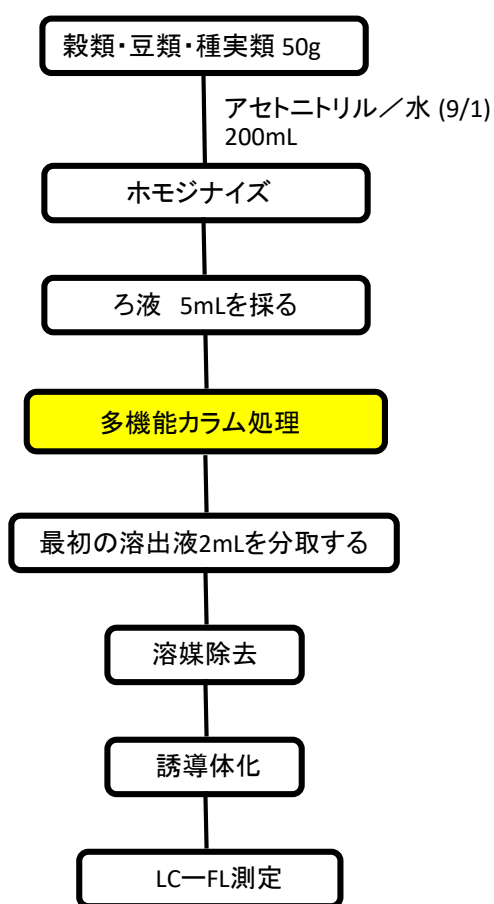 穀類・豆類・種実類 50g
アセトニトリル／水 (9/1)
200mL
ホモジナイズ
ろ液　5mLを採る
多機能カラム処理
最初の溶出液2mLを分取する
溶媒除去
誘導体化
LC―FL測定